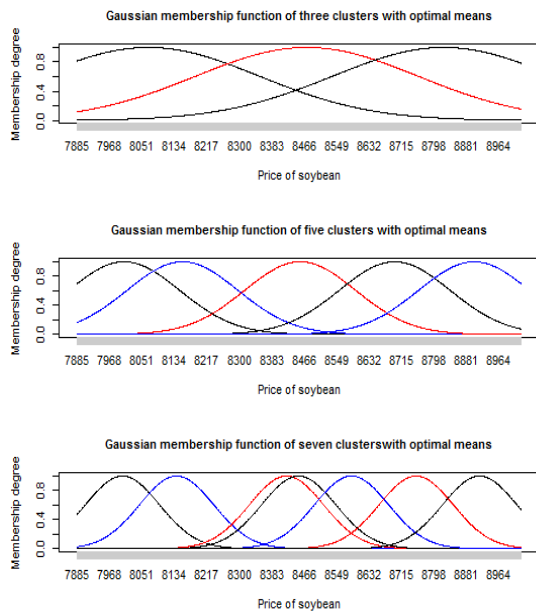 Gaussian membership function of three clusters with optimal means
Membership degree
0.0 0.4 0.8
7885 7968 8051 8134 8217 8300 8383 8466 8549 8632 8715 8798 8881 8964
Price of soybean
Gaussian membership function of five clusters with optimal means
Membership degree
0.0 0.4 0.8
7885 7968 8051 8134 8217 8300 8383 8466 8549 8632 8715 8798 8881 8964
Price of soybean
Gaussian membership function of seven clusterswith optimal means
Membership degree
0.0 0.4 0.8
7885 7968 8051 8134 8217 8300 8383 8466 8549 8632 8715 8798 8881 8964
Price of soybean